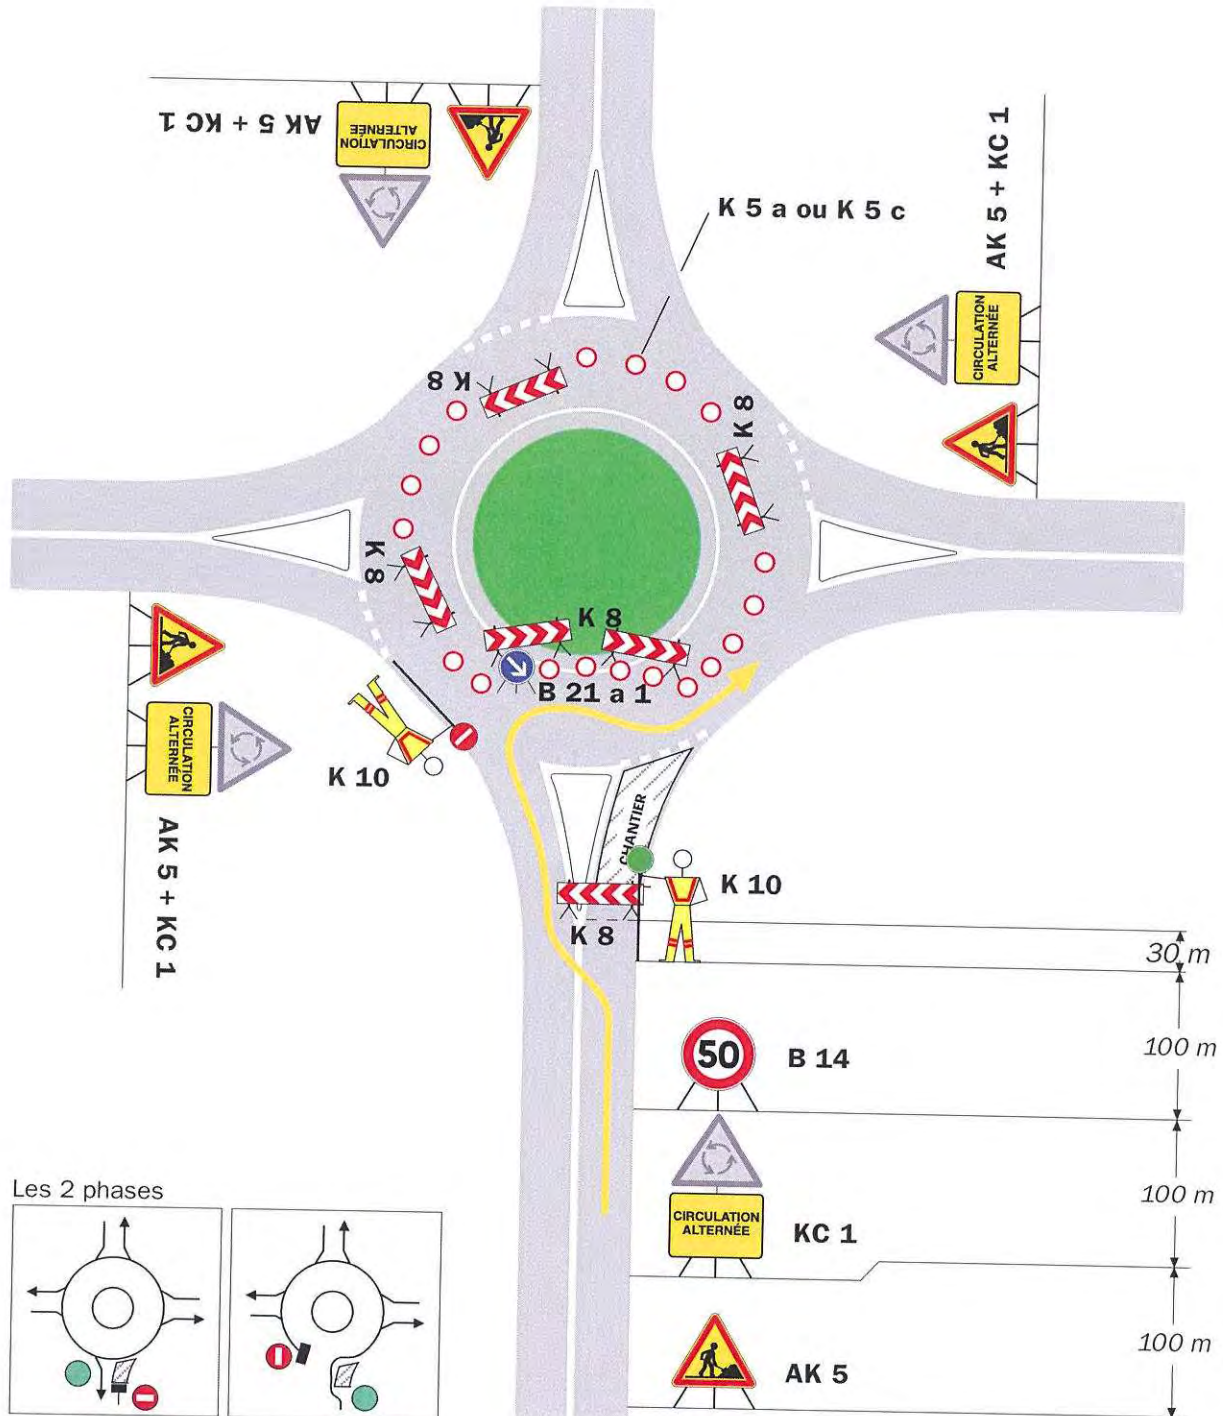 AK 5 + KC 1
CIRCULATION
ALTERNÉE
AK 5 + KC 1
CIRCULATION
ALTERNÉE
K 5 a ou K 5 c
K 8
K 8
K 8
K 8
B 21 a 1
K 10
CIRCULATION
ALTERNÉE
AK 5 + KC 1
CHANTIER
K 10
K 8
30 m
50
B 14
100 m
CIRCULATION
ALTERNÉE
KC 1
100 m
AK 5
100 m
Les 2 phases